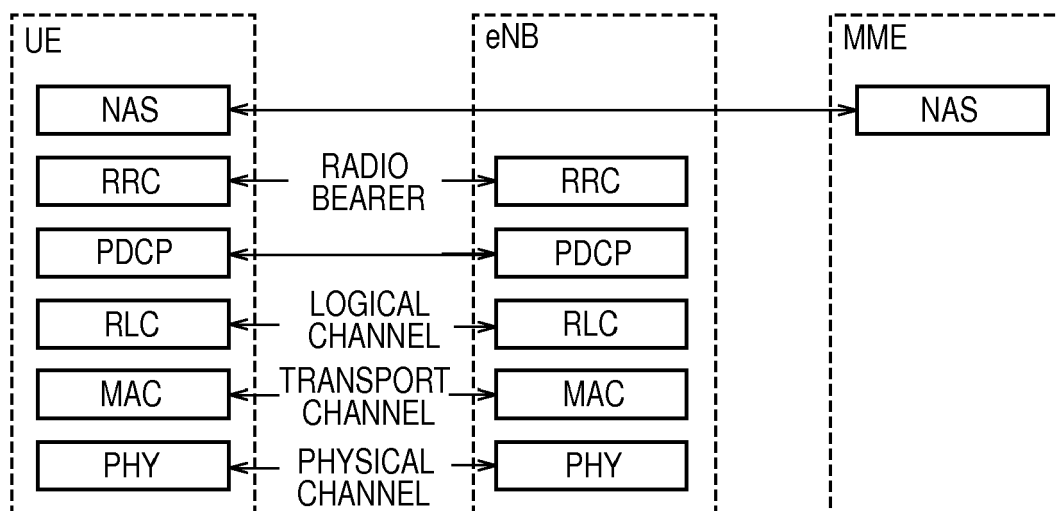 UE
eNB
MME
NAS
NAS
RRC
RADIO
BEARER
RRC
PDCP
PDCP
RLC
LOGICAL
CHANNEL
RLC
MAC
TRANSPORT
CHANNEL
MAC
PHY
PHYSICAL
CHANNEL
PHY